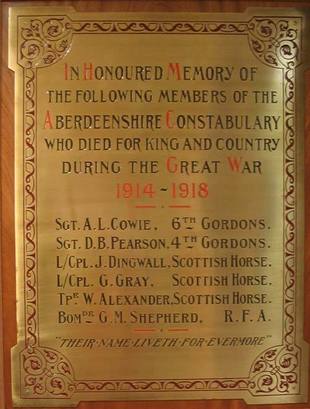 In Honoured Memory of
the following members of the
Aberdeenshire Constabulary
who died for King and Country
during the Great War
1914 ~ 1918
Sgt. A.L. Cowie, 6th Gordons.
Sgt. D.B. Pearson, 4th Gordons.
L/Cpl. J. Dingwall, Scottish Horse.
L/Cpl. G. Gray, Scottish Horse.
Tpr W. Alexander, Scottish Horse.
Bomdr G.M. Shepherd, R.F.A.
"Their·name·liveth·for·evermore"